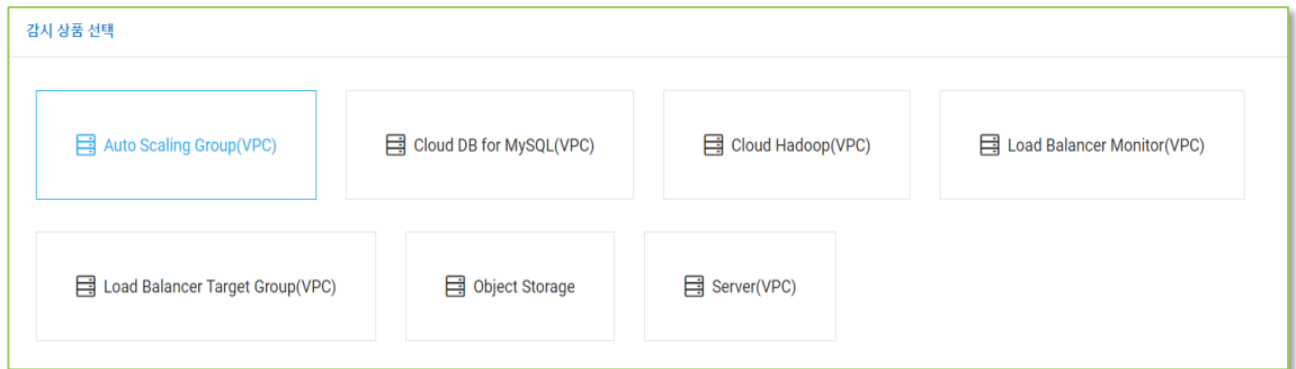 감시 상품 선택
Auto Scaling Group(VPC)
Cloud DB for MySQL(VPC)
Cloud Hadoop(VPC)
Load Balancer Monitor(VPC)
Load Balancer Target Group(VPC)
Object Storage
Server(VPC)